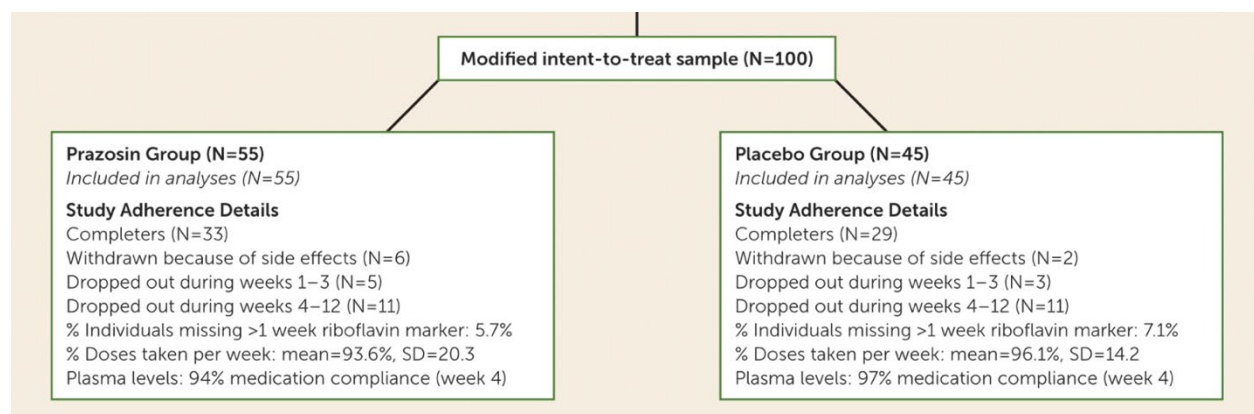 Modified intent-to-treat sample (N=100)
Prazosin Group (N=55)
Included in analyses (N=55)
Study Adherence Details
Completers (N=33)
Withdrawn because of side effects (N=6)
Dropped out during weeks 1–3 (N=5)
Dropped out during weeks 4–12 (N=11)
% Individuals missing >1 week riboflavin marker: 5.7%
% Doses taken per week: mean=93.6%, SD=20.3
Plasma levels: 94% medication compliance (week 4)
Placebo Group (N=45)
Included in analyses (N=45)
Study Adherence Details
Completers (N=29)
Withdrawn because of side effects (N=2)
Dropped out during weeks 1–3 (N=3)
Dropped out during weeks 4–12 (N=11)
% Individuals missing >1 week riboflavin marker: 7.1%
% Doses taken per week: mean=96.1%, SD=14.2
Plasma levels: 97% medication compliance (week 4)